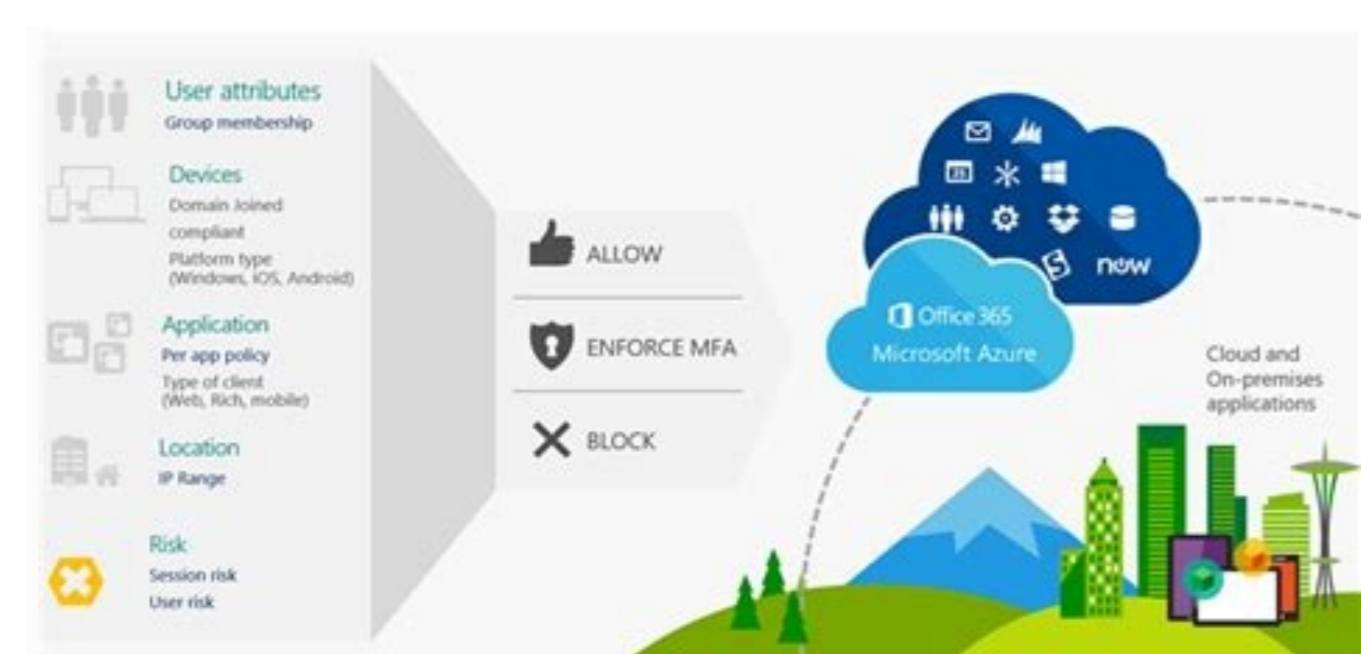 User attributes
Group membership
Devices
Domain Joined
compliant
Platform type
(Windows, iOS, Android)
Application
Per app policy
Type of client
(Web, Rich, mobile)
Location
IP Range
Risk
Session risk
User risk
ALLOW
ENFORCE MFA
BLOCK
31
S
now
Office 365
Microsoft Azure
Cloud and
On-premises
applications